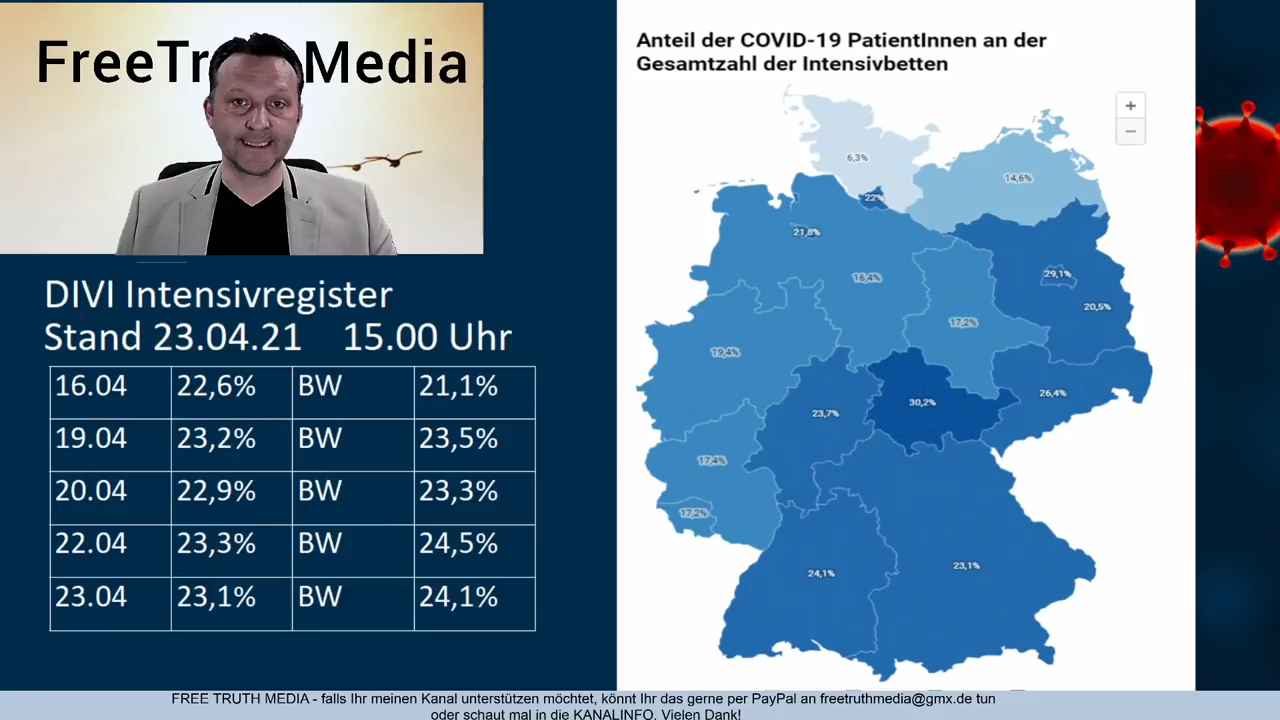 FreeTr Media
DIVI Intensivregister
Stand 23.04.21 15.00 Uhr
16.04 22,6% BW 21,1%
19.04 23,2% BW 23,5%
20.04 22,9% BW 23,3%
22.04 23,3% BW 24,5%
23.04 23,1% BW 24,1%
Anteil der COVID-19 PatientInnen an der
Gesamtzahl der Intensivbetten
+
−
6,3%
14,6%
22%
21,8%
16,4%
29,1%
20,5%
17,2%
19,4%
26,4%
30,2%
23,7%
17,4%
17,2%
24,1%
23,1%
FREE TRUTH MEDIA - falls Ihr meinen Kanal unterstützen möchtet, könnt Ihr das gerne per PayPal an freetruthmedia@gmx.de tun
oder schaut mal in die KANALINFO. Vielen Dank!